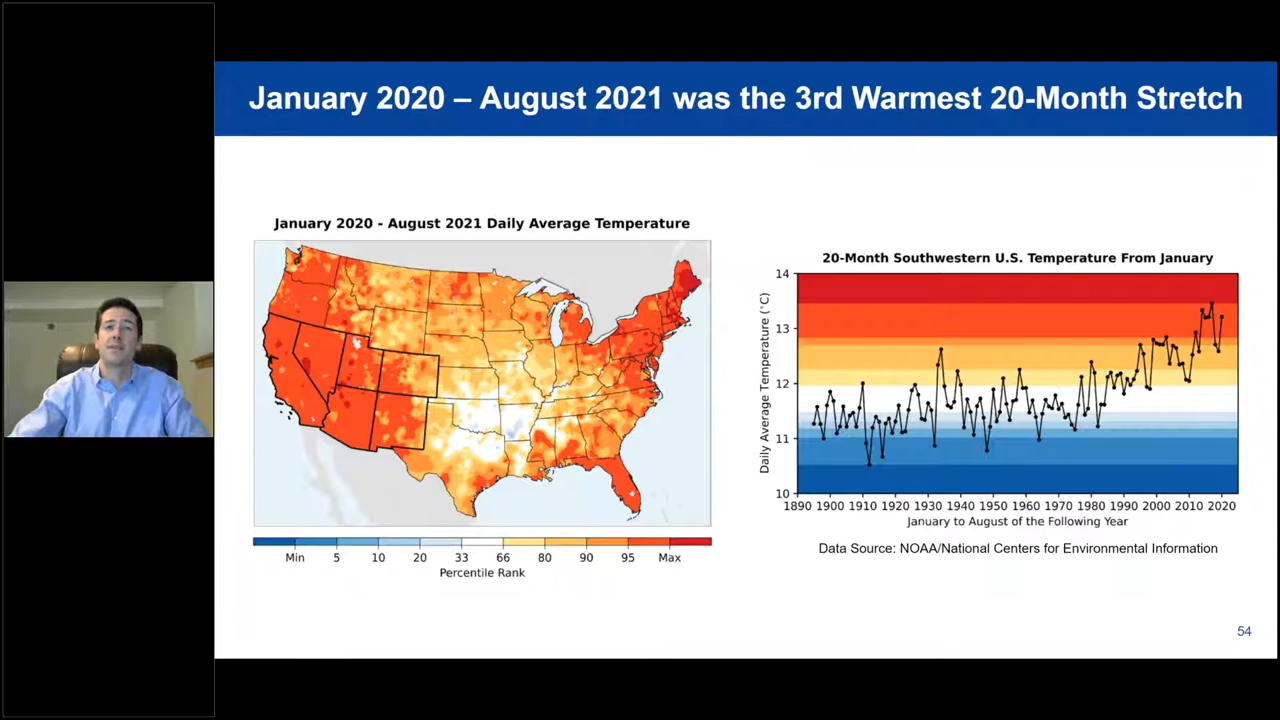 January 2020 – August 2021 was the 3rd Warmest 20-Month Stretch
January 2020 - August 2021 Daily Average Temperature
Min 5 10 20 33 66 80 90 95 Max
Percentile Rank
20-Month Southwestern U.S. Temperature From January
Daily Average Temperature (°C)
14
13
12
11
10
1890 1900 1910 1920 1930 1940 1950 1960 1970 1980 1990 2000 2010 2020
January to August of the Following Year
Data Source: NOAA/National Centers for Environmental Information
54